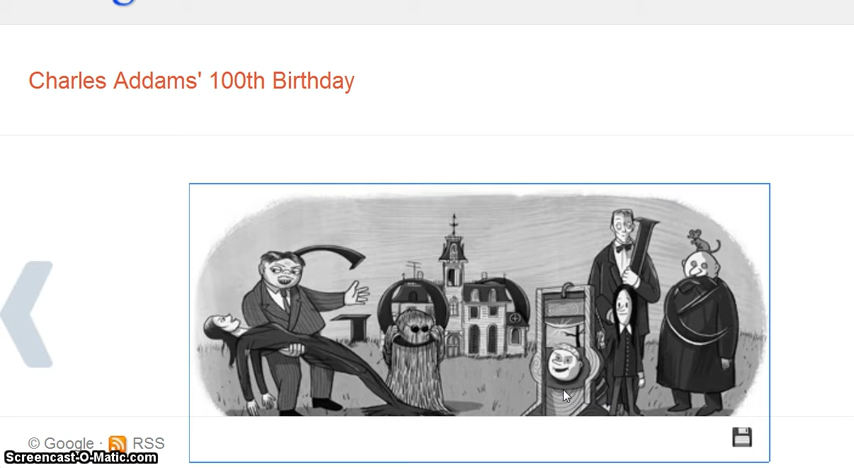 Charles Addams' 100th Birthday
© Google · RSS
Screencast-O-Matic.com